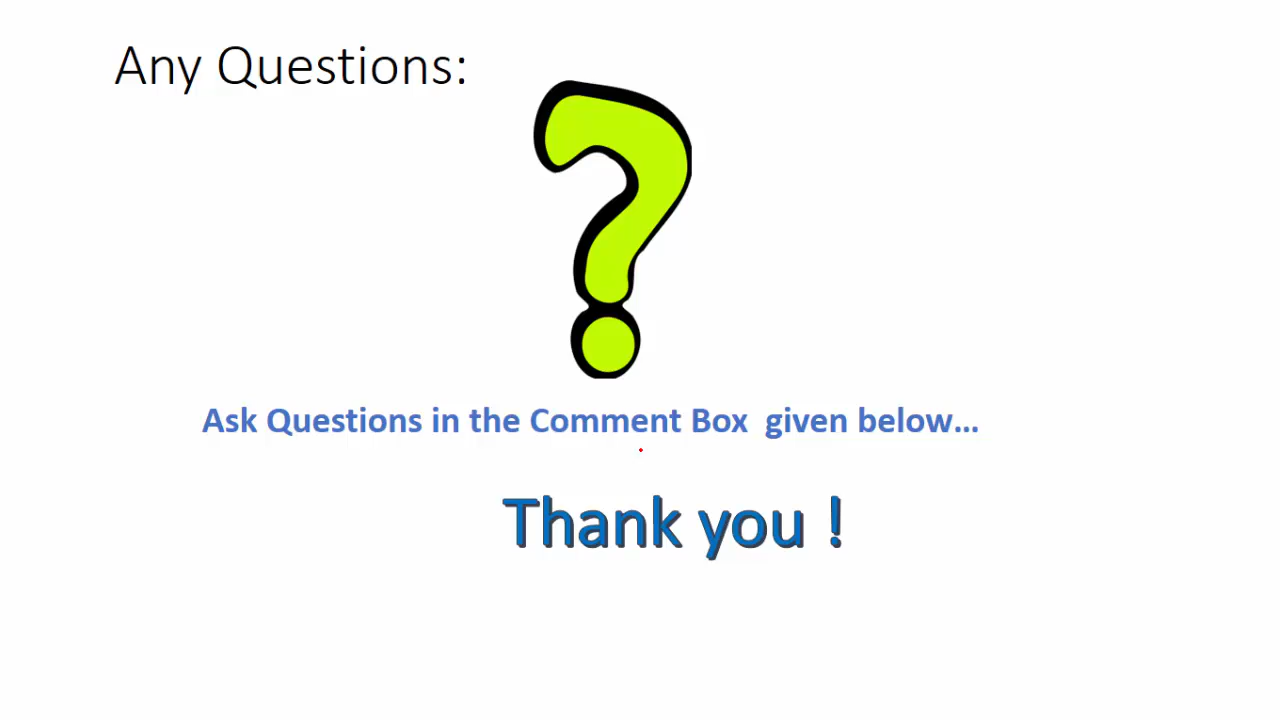 Any Questions:
Ask Questions in the Comment Box  given below...
Thank you !